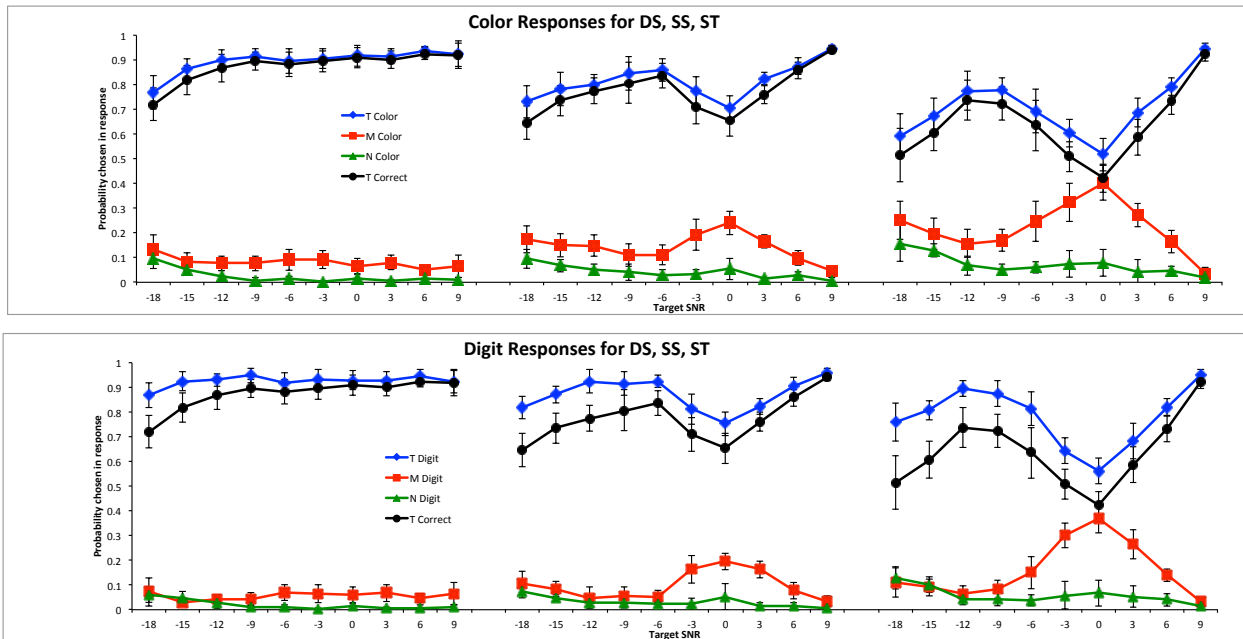 Color Responses for DS, SS, ST
Probability chosen in response
1
0.9
0.8
0.7
0.6
0.5
0.4
0.3
0.2
0.1
0
T Color
M Color
N Color
T Correct
-18 -15 -12 -9 -6 -3 0 3 6 9 -18 -15 -12 -9 -6 -3 0 3 6 9 -18 -15 -12 -9 -6 -3 0 3 6 9
Target SNR
Digit Responses for DS, SS, ST
Probability chosen in response
1
0.9
0.8
0.7
0.6
0.5
0.4
0.3
0.2
0.1
0
T Digit
M Digit
N Digit
T Correct
-18 -15 -12 -9 -6 -3 0 3 6 9 -18 -15 -12 -9 -6 -3 0 3 6 9 -18 -15 -12 -9 -6 -3 0 3 6 9
Target SNR